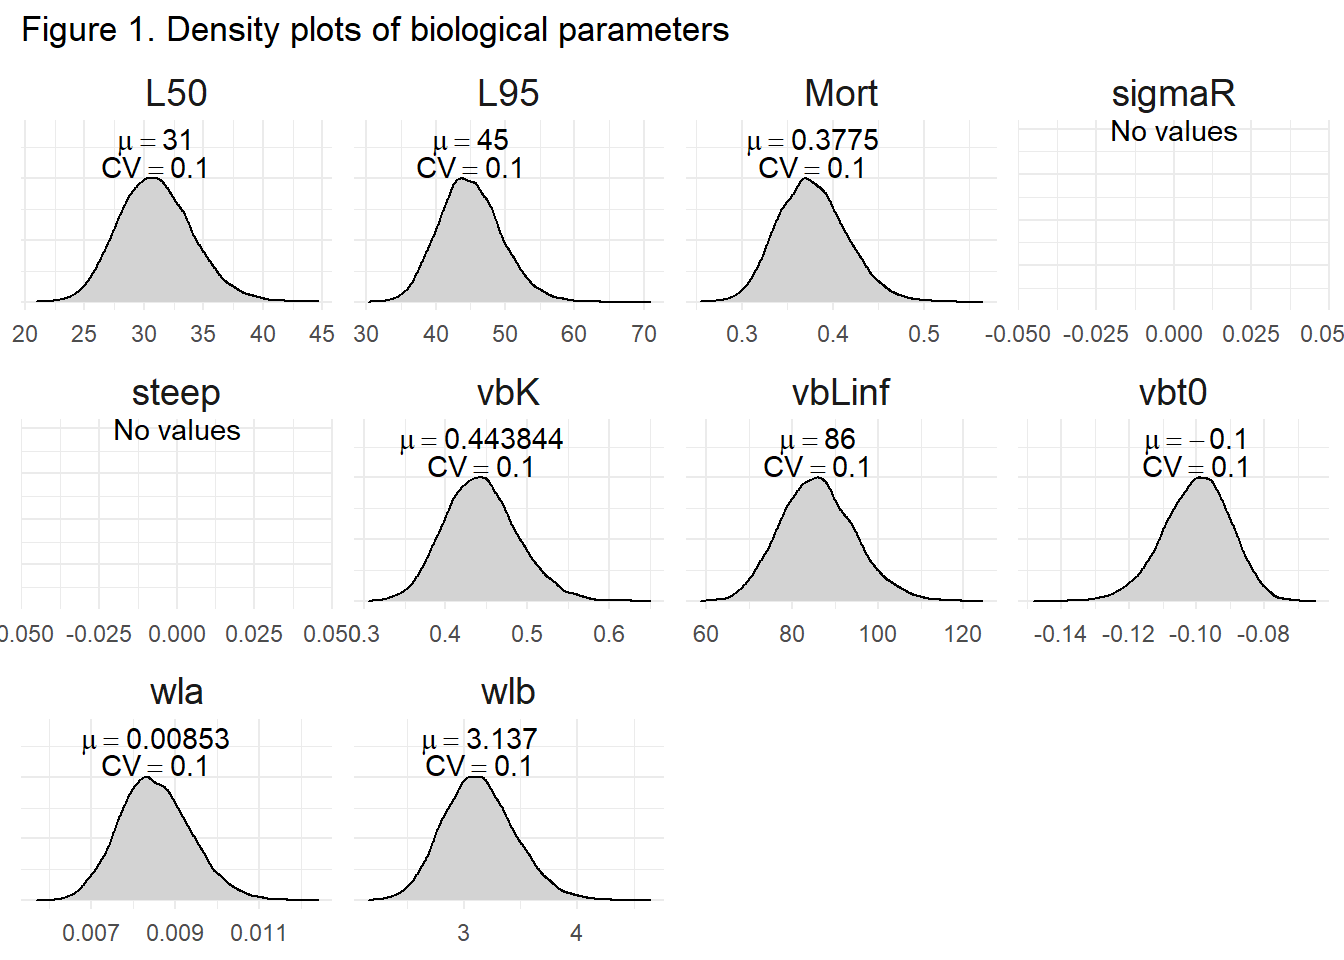 Figure 1. Density plots of biological parameters
L50 L95 Mort sigmaR
μ = 31 μ = 45 μ = 0.3775 No values
CV = 0.1 CV = 0.1 CV = 0.1
20 25 30 35 40 45 30 40 50 60 70 0.3 0.4 0.5 -0.050 -0.025 0.000 0.025 0.05
steep vbK vbLinf vbt0
No values μ = 0.443844 μ = 86 μ = −0.1
CV = 0.1 CV = 0.1 CV = 0.1
0.050 -0.025 0.000 0.025 0.050 0.3 0.4 0.5 0.6 60 80 100 120 -0.14 -0.12 -0.10 -0.08
wla wlb
μ = 0.00853 μ = 3.137
CV = 0.1 CV = 0.1
0.007 0.009 0.011 3 4